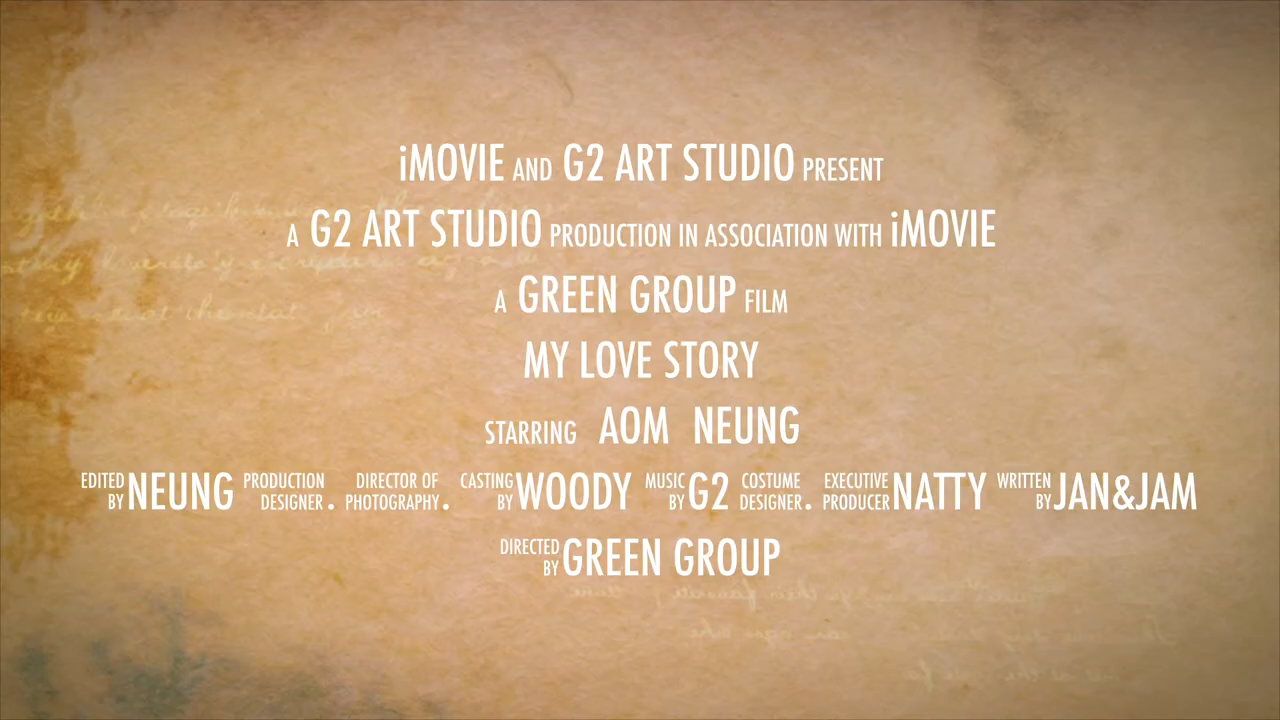 iMOVIE AND G2 ART STUDIO PRESENT
A G2 ART STUDIO PRODUCTION IN ASSOCIATION WITH iMOVIE
A GREEN GROUP FILM
MY LOVE STORY
STARRING AOM NEUNG
EDITED BY NEUNG PRODUCTION DESIGNER . DIRECTOR OF PHOTOGRAPHY . CASTING BY WOODY MUSIC BY G2 COSTUME DESIGNER . EXECUTIVE PRODUCER NATTY WRITTEN BY JAN&JAM
DIRECTED BY GREEN GROUP